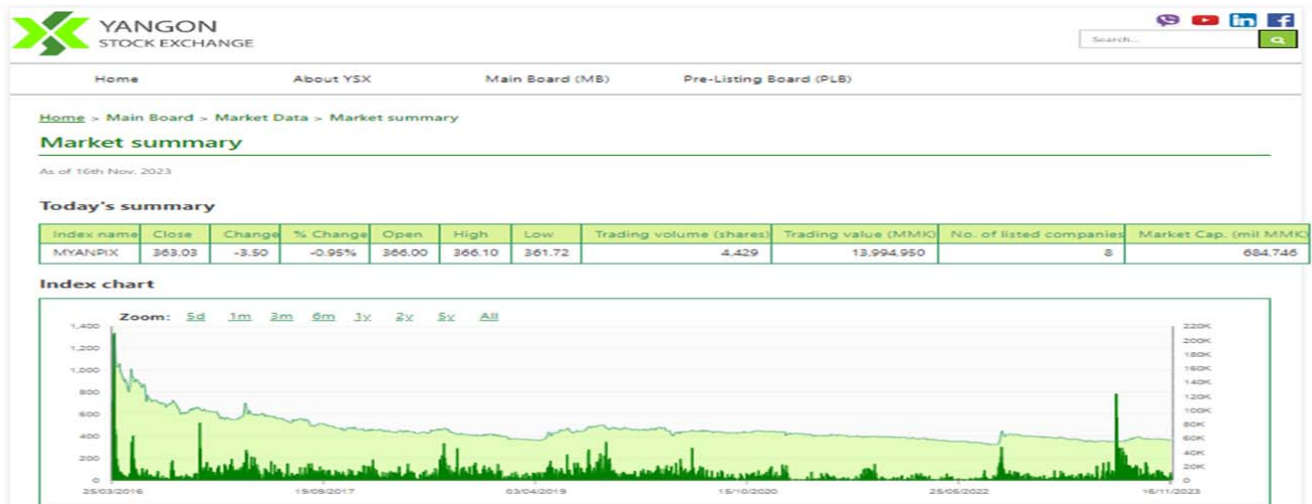 YANGON
STOCK EXCHANGE
Search...
Home About YSX Main Board (MB) Pre-Listing Board (PLB)
Home > Main Board > Market Data > Market summary
Market summary
As of 16th Nov. 2023
Today's summary
Index name Close Change % Change Open High Low Trading volume (shares) Trading value (MMK) No. of listed companies Market Cap. (mil MMK)
MYANPIX 363.03 -3.50 -0.95% 366.00 366.10 361.72 4,429 13,994,950 8 684,746
Index chart
Zoom: 5d 1m 3m 6m 1y 2y 5y All
1,400 220K
1,200 200K
180K
1,000 160K
140K
800 120K
600 100K
80K
400 60K
40K
200 20K
0 0
25/03/2016 19/09/2017 03/04/2019 15/10/2020 25/05/2022 16/11/2023